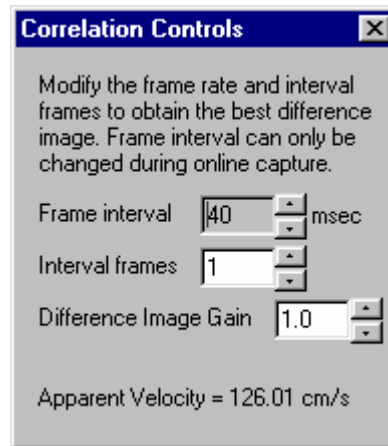 Correlation Controls
Modify the frame rate and interval
frames to obtain the best difference
image. Frame interval can only be
changed during online capture.
Frame interval 40 msec
Interval frames 1
Difference Image Gain 1.0
Apparent Velocity = 126.01 cm/s